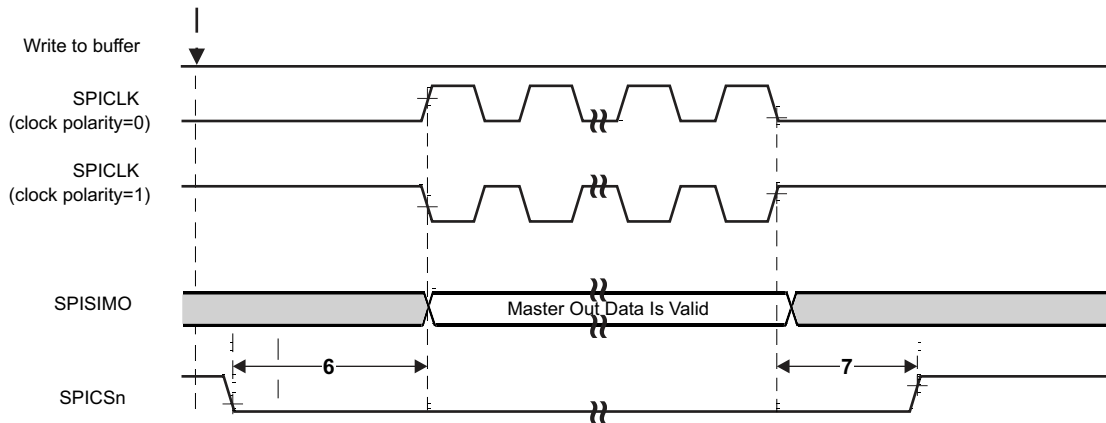 Write to buffer
SPICLK
(clock polarity=0)
SPICLK
(clock polarity=1)
SPISIMO
Master Out Data Is Valid
6
7
SPICSn